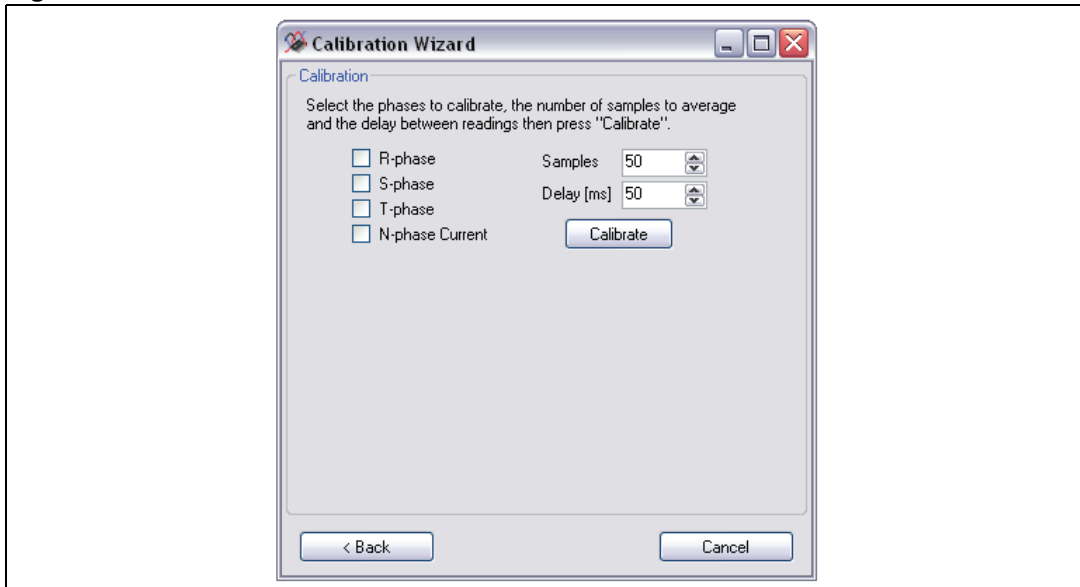 Calibration Wizard
Calibration
Select the phases to calibrate, the number of samples to average
and the delay between readings then press "Calibrate".
R-phase
Samples 50
S-phase
Delay [ms] 50
T-phase
N-phase Current
Calibrate
< Back
Cancel